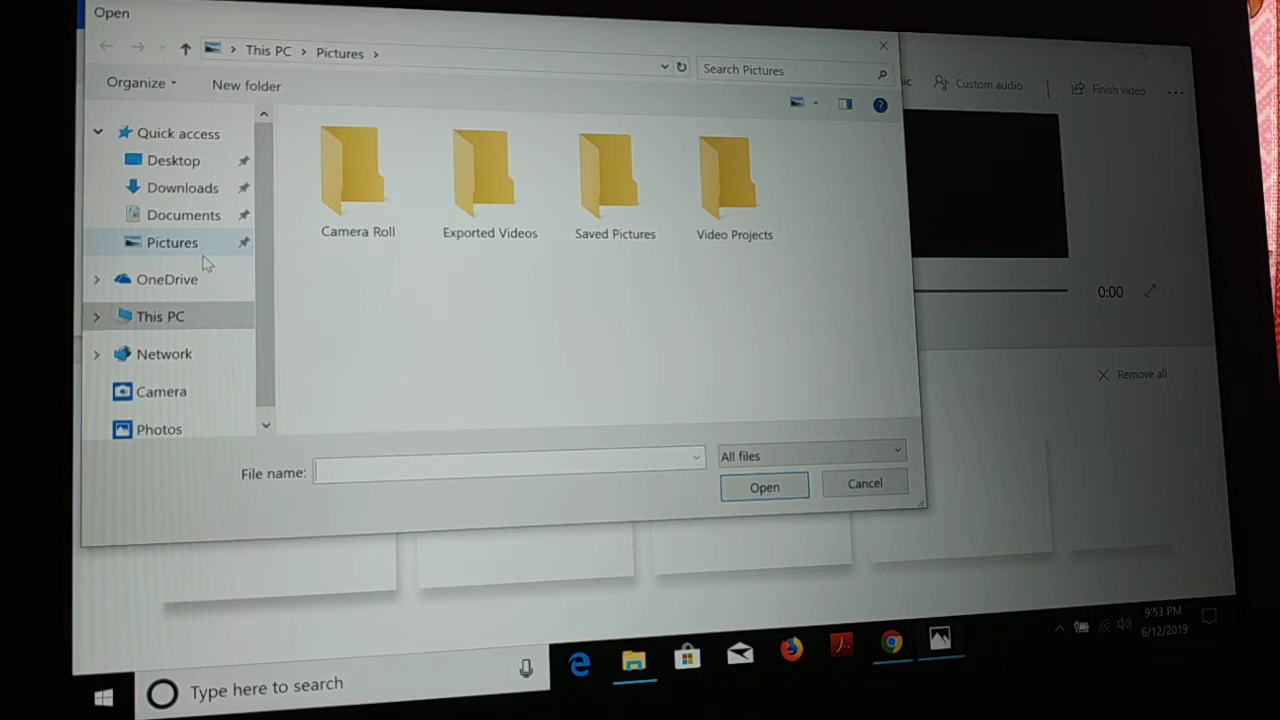 Open
This PC
Pictures
Search Pictures
Organize
New folder
Custom audio
Finish video
Quick access
Desktop
Downloads
Documents
Pictures
OneDrive
This PC
Network
Camera
Photos
Camera Roll
Exported Videos
Saved Pictures
Video Projects
0:00
Remove all
File name:
All files
Open
Cancel
Type here to search
9:53 PM
6/12/2019